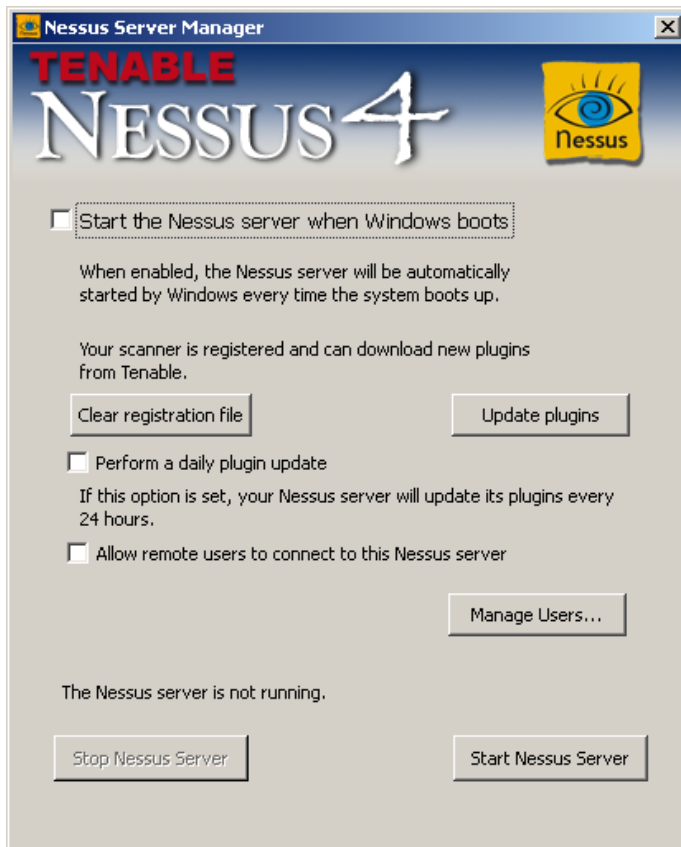 Nessus Server Manager
TENABLE
NESSUS 4
Nessus
Start the Nessus server when Windows boots
When enabled, the Nessus server will be automatically
started by Windows every time the system boots up.
Your scanner is registered and can download new plugins
from Tenable.
Clear registration file
Update plugins
Perform a daily plugin update
If this option is set, your Nessus server will update its plugins every
24 hours.
Allow remote users to connect to this Nessus server
Manage Users...
The Nessus server is not running.
Stop Nessus Server
Start Nessus Server